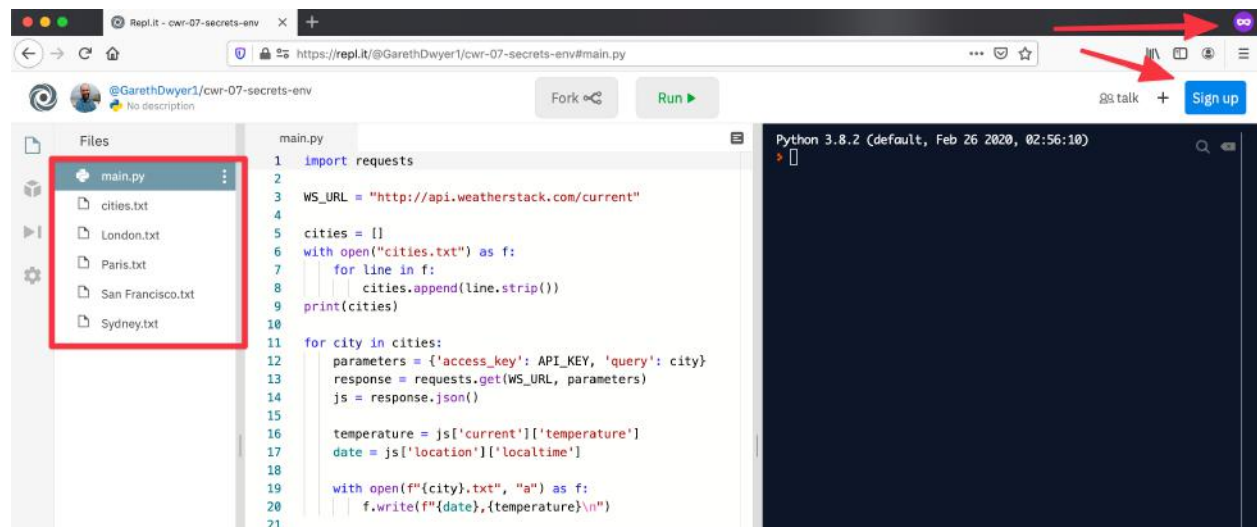 Repl.it - cwr-07-secrets-env
https://repl.it/@GarethDwyer1/cwr-07-secrets-env#main.py
@GarethDwyer1/cwr-07-secrets-env
No description
Fork
Run
talk
Sign up
Files
main.py
cities.txt
London.txt
Paris.txt
San Francisco.txt
Sydney.txt
main.py
1 import requests
2
3 WS_URL = "http://api.weatherstack.com/current"
4
5 cities = []
6 with open("cities.txt") as f:
7 for line in f:
8 cities.append(line.strip())
9 print(cities)
10
11 for city in cities:
12 parameters = {'access_key': API_KEY, 'query': city}
13 response = requests.get(WS_URL, parameters)
14 js = response.json()
15
16 temperature = js['current']['temperature']
17 date = js['location']['localtime']
18
19 with open(f"{city}.txt", "a") as f:
20 f.write(f"{date},{temperature}\n")
21
Python 3.8.2 (default, Feb 26 2020, 02:56:10)